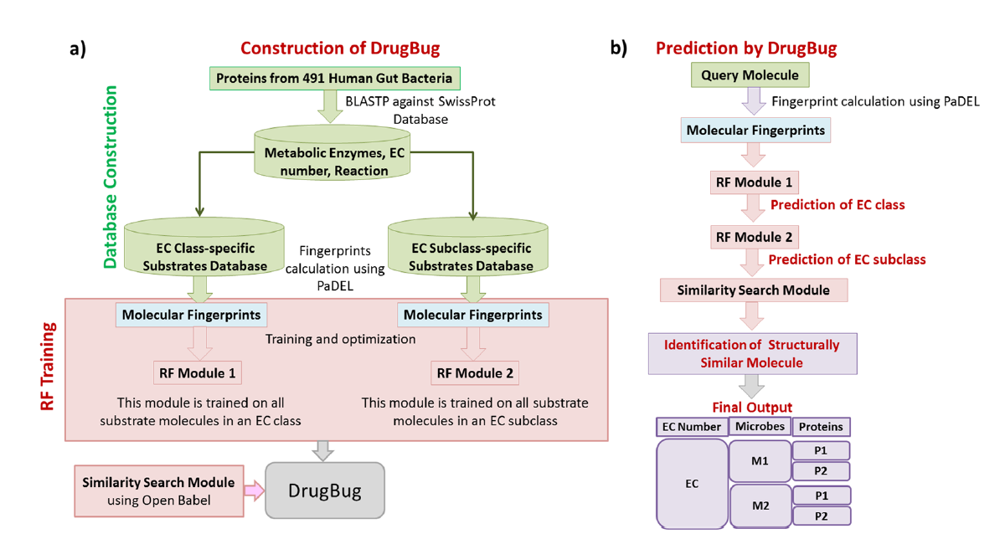 a)
Construction of DrugBug
Database Construction
Proteins from 491 Human Gut Bacteria
BLASTP against SwissProt
Database
Metabolic Enzymes, EC
number, Reaction
EC Class-specific
Substrates Database
Fingerprints
calculation using
PaDEL
EC Subclass-specific
Substrates Database
RF Training
Molecular Fingerprints
Molecular Fingerprints
Training and optimization
RF Module 1
RF Module 2
This module is trained on all
substrate molecules in an EC class
This module is trained on all substrate
molecules in an EC subclass
Similarity Search Module
using Open Babel
DrugBug
b)
Prediction by DrugBug
Query Molecule
Fingerprint calculation using PaDEL
Molecular Fingerprints
RF Module 1
Prediction of EC class
RF Module 2
Prediction of EC subclass
Similarity Search Module
Identification of Structurally
Similar Molecule
Final Output
EC Number Microbes Proteins
EC
M1
P1
P2
M2
P1
P2